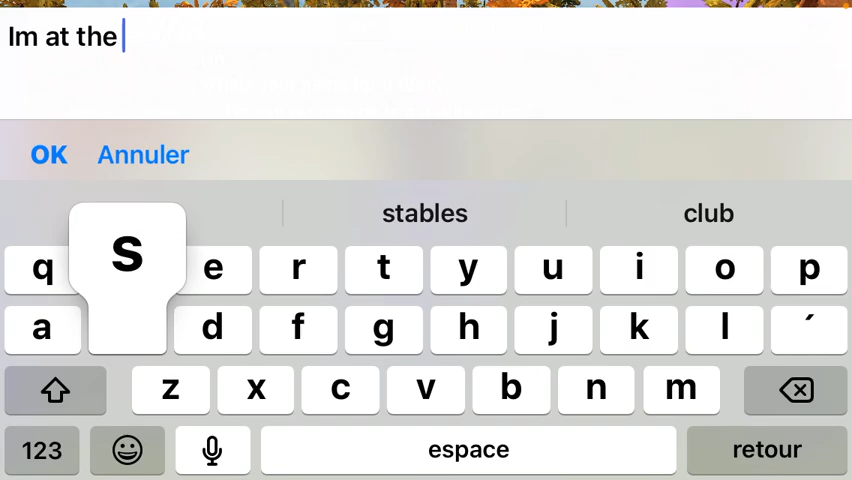 Im at the
OK Annuler
stables club
s
q e r t y u i o p
a d f g h j k l ´
z x c v b n m
123 espace retour